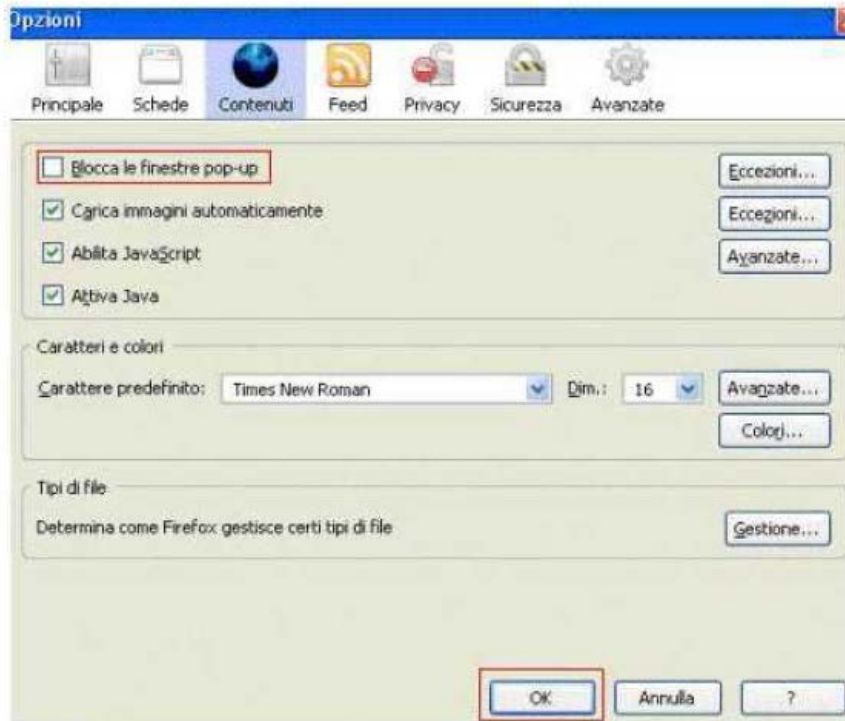 Opzioni
Principale Schede Contenuti Feed Privacy Sicurezza Avanzate
Blocca le finestre pop-up Eccezioni...
Carica immagini automaticamente Eccezioni...
Abilita JavaScript Avanzate...
Attiva Java
Caratteri e colori
Carattere predefinito: Times New Roman Dim.: 16 Avanzate...
Colori...
Tipi di file
Determina come Firefox gestisce certi tipi di file Gestione...
OK Annulla ?